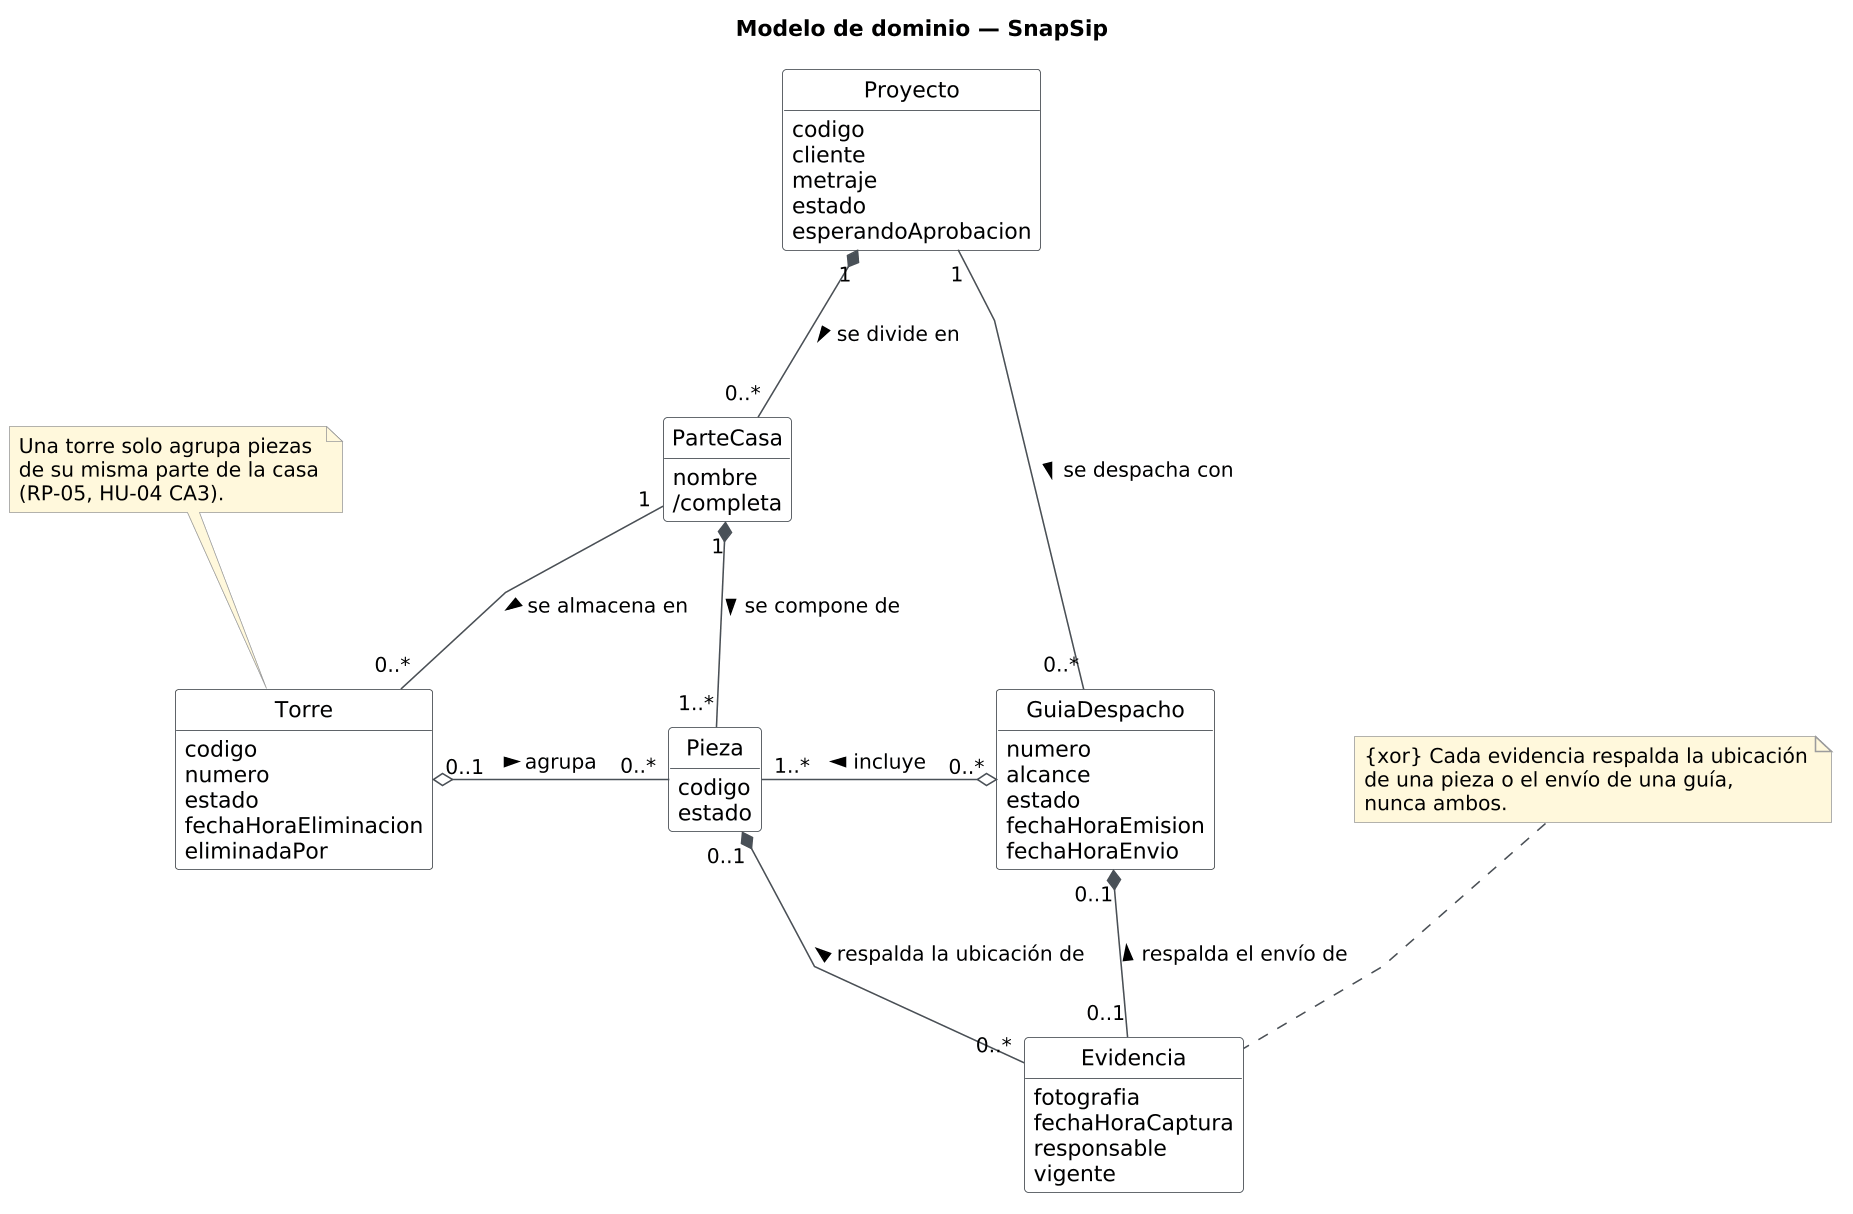 Modelo de dominio — SnapSip
Proyecto
codigo
cliente
metraje
estado
esperandoAprobacion
1
1
se divide en
0..*
se despacha con
0..*
Una torre solo agrupa piezas
de su misma parte de la casa
(RP-05, HU-04 CA3).
ParteCasa
nombre
/completa
1
1
se almacena en
se compone de
0..*
1..*
Torre
codigo
numero
estado
fechaHoraEliminacion
eliminadaPor
0..1
agrupa
0..*
Pieza
codigo
estado
1..*
incluye
0..*
GuiaDespacho
numero
alcance
estado
fechaHoraEmision
fechaHoraEnvio
{xor} Cada evidencia respalda la ubicación
de una pieza o el envío de una guía,
nunca ambos.
0..1
0..1
respalda la ubicación de
respalda el envío de
0..*
0..1
Evidencia
fotografia
fechaHoraCaptura
responsable
vigente